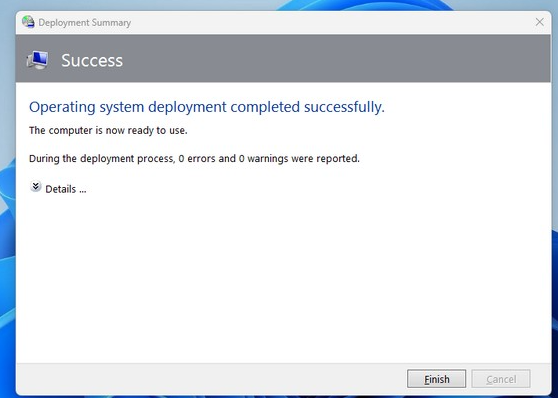 Deployment Summary
Success
Operating system deployment completed successfully.
The computer is now ready to use.
During the deployment process, 0 errors and 0 warnings were reported.
Details ...
Finish
Cancel